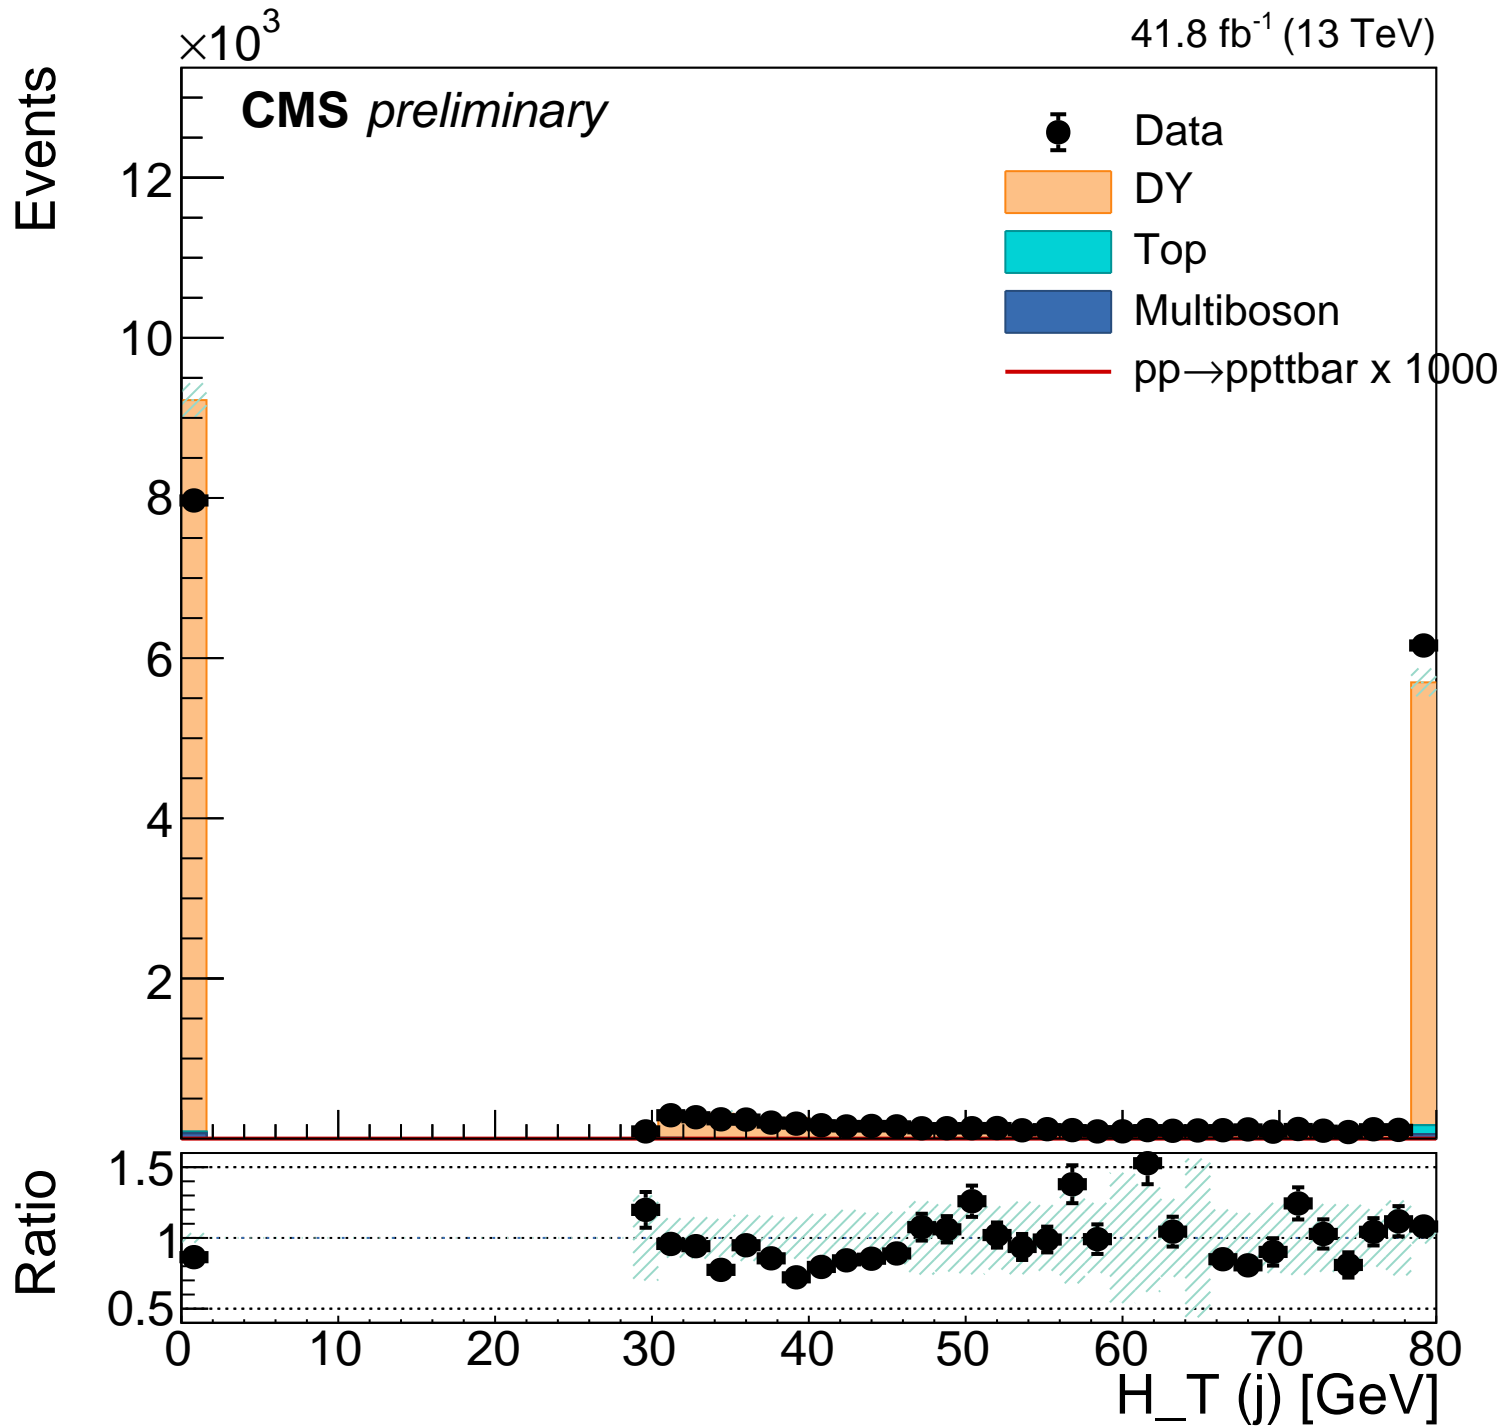 ×10³
41.8 fb⁻¹ (13 TeV)
Events
CMS preliminary
Data
DY
Top
Multiboson
pp→ppttbar x 1000
12
10
8
6
4
2
Ratio
1.5
1
0.5
0 10 20 30 40 50 60 70 80
H_T (j) [GeV]